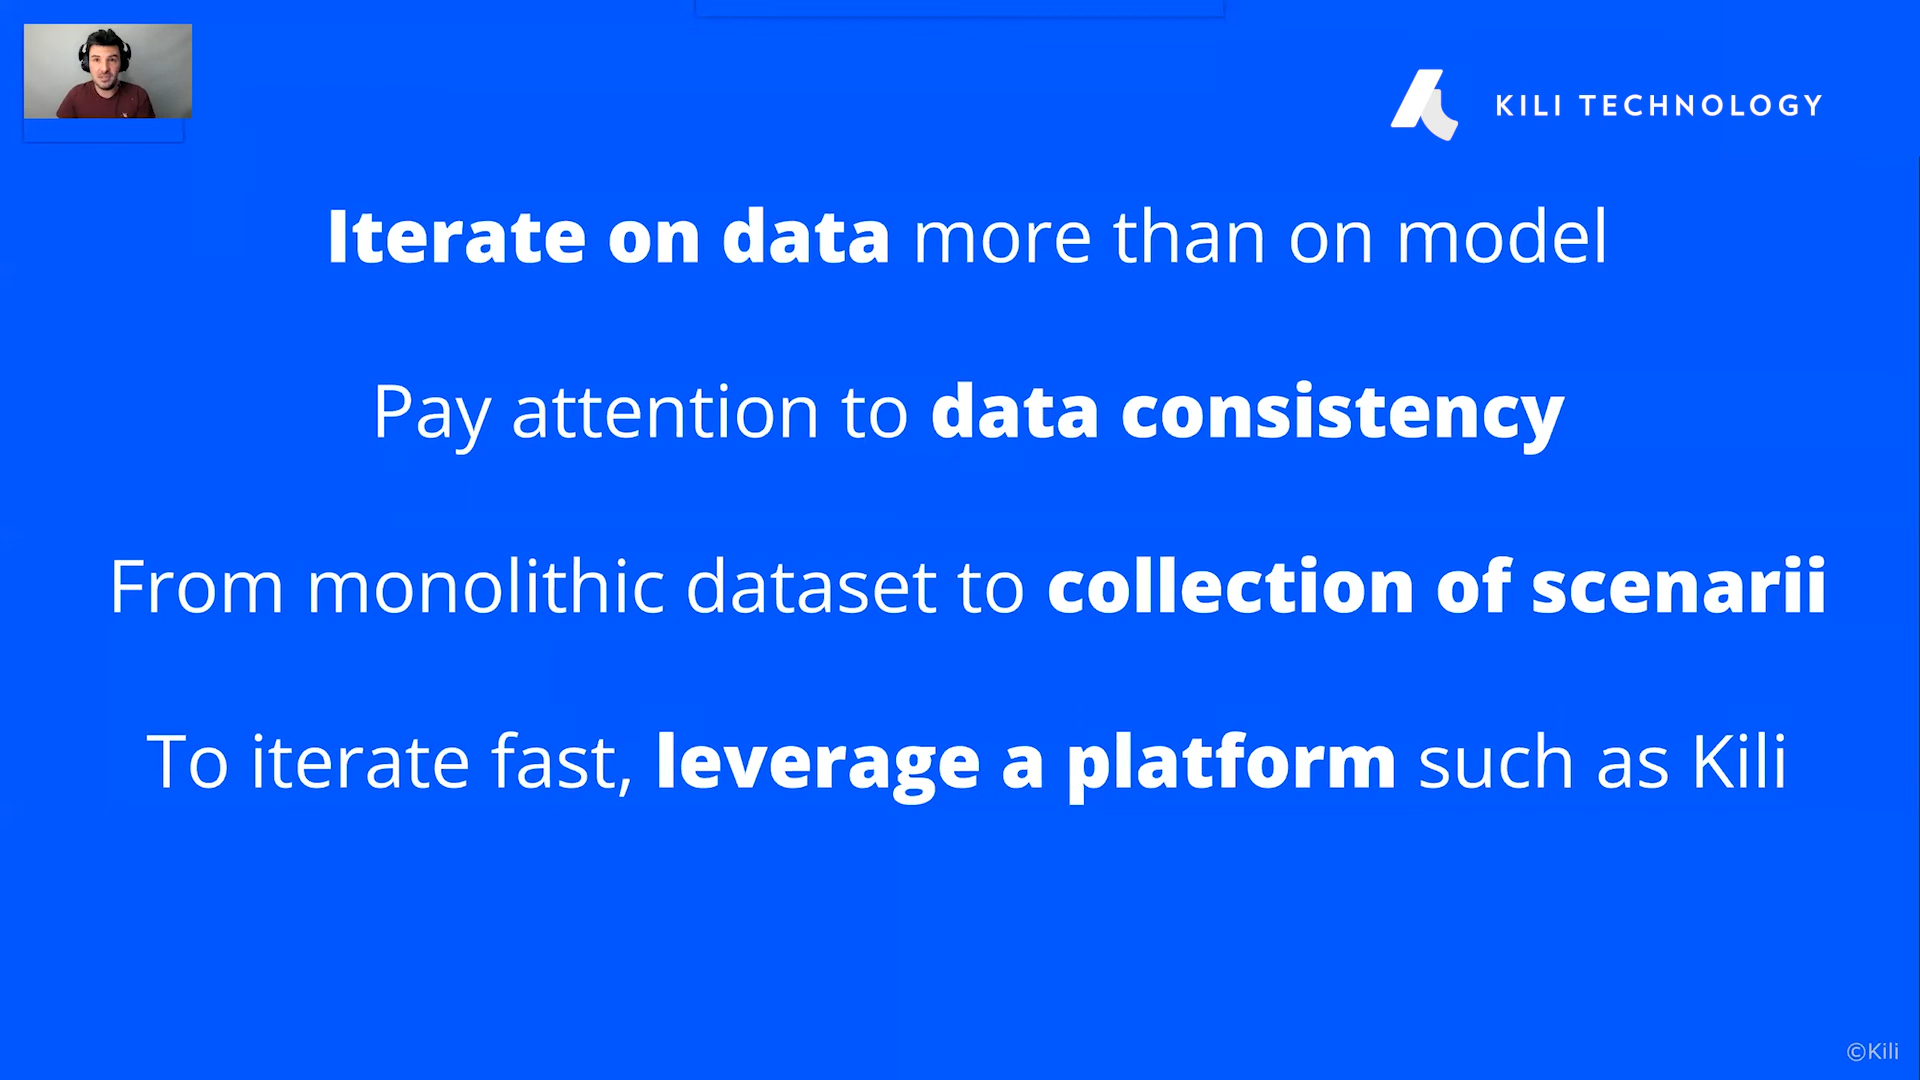 KILI TECHNOLOGY
Iterate on data more than on model
Pay attention to data consistency
From monolithic dataset to collection of scenarii
To iterate fast, leverage a platform such as Kili
©Kili